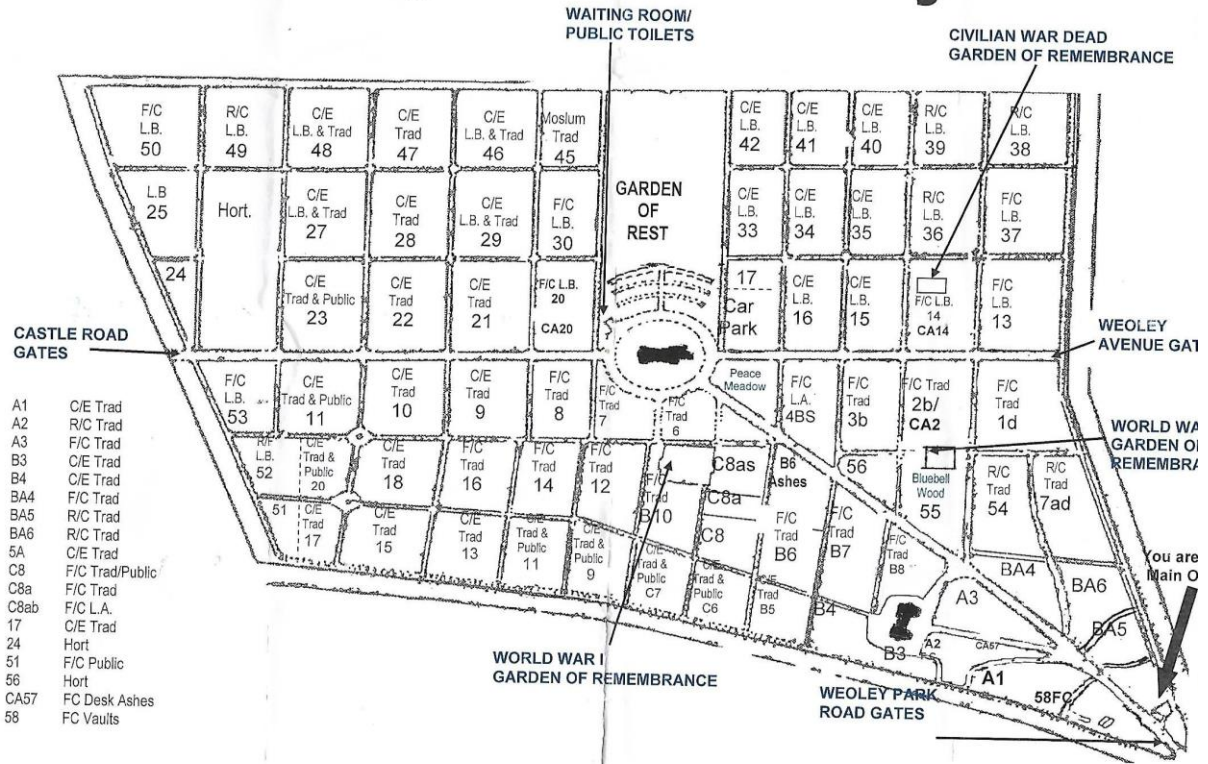 WAITING ROOM/
PUBLIC TOILETS
CIVILIAN WAR DEAD
GARDEN OF REMEMBRANCE
F/C
L.B.
50
R/C
L.B.
49
C/E
L.B. & Trad
48
C/E
Trad
47
C/E
L.B. & Trad
46
Moslum
Trad
45
C/E
L.B.
42
C/E
L.B.
41
C/E
L.B.
40
R/C
L.B.
39
R/C
L.B.
38
L.B
25
Hort.
C/E
L.B. & Trad
27
C/E
Trad
28
C/E
L.B. & Trad
29
F/C
L.B.
30
GARDEN
OF
REST
C/E
L.B.
33
C/E
L.B.
34
C/E
L.B.
35
R/C
L.B.
36
F/C
L.B.
37
24
C/E
Trad & Public
23
C/E
Trad
22
C/E
Trad
21
F/C L.B.
20
CA20
17
Car
Park
C/E
L.B.
16
C/E
L.B.
15
F/C L.B.
14
CA14
F/C
L.B.
13
CASTLE ROAD
GATES
WEOLEY
AVENUE GAT
F/C
L.B.
53
C/E
Trad & Public
11
C/E
Trad
10
C/E
Trad
9
F/C
Trad
8
F/C
Trad
7
F/C
Trad
6
Peace
Meadow
F/C
L.A.
4BS
F/C
Trad
3b
F/C Trad
2b/
CA2
F/C
Trad
1d
WORLD WA
GARDEN O
REMEMBRA
L.B.
52
C/E
Trad &
Public
20
C/E
Trad
18
F/C
Trad
16
F/C
Trad
14
F/C
Trad
12
F/C
Trad
B10
C8as
C8a
C8
B6
Ashes
56
Bluebell
Wood
55
R/C
Trad
54
R/C
Trad
7ad
51
C/E
Trad
17
C/E
Trad
15
C/E
Trad
13
C/E
Trad &
Public
11
C/E
Trad &
Public
9
C/E
Trad &
Public
C7
C/E
Trad &
Public
C6
C/E
Trad
B5
F/C
Trad
B6
F/C
Trad
B7
F/C
Trad
B8
B4
B3
A2
A3
CA57
A1
BA4
BA6
BA5
58FC
You are
Main O
WORLD WAR I
GARDEN OF REMEMBRANCE
WEOLEY PARK
ROAD GATES
A1 C/E Trad
A2 R/C Trad
A3 F/C Trad
B3 C/E Trad
B4 C/E Trad
BA4 F/C Trad
BA5 R/C Trad
BA6 R/C Trad
5A C/E Trad
C8 F/C Trad/Public
C8a F/C Trad
C8ab F/C L.A.
17 C/E Trad
24 Hort
51 F/C Public
56 Hort
CA57 FC Desk Ashes
58 FC Vaults